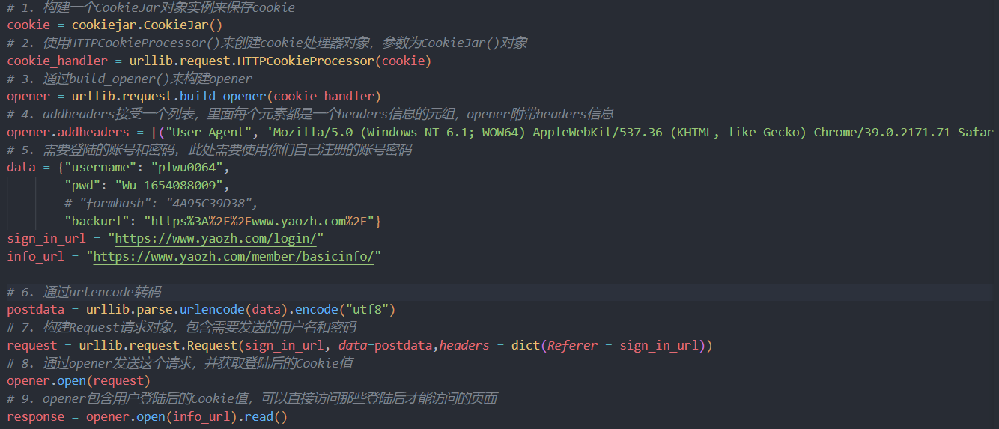 # 1. 构建一个CookieJar对象实例来保存cookie
cookie = cookiejar.CookieJar()
# 2. 使用HTTPCookieProcessor()来创建cookie处理器对象，参数为CookieJar()对象
cookie_handler = urllib.request.HTTPCookieProcessor(cookie)
# 3. 通过build_opener()来构建opener
opener = urllib.request.build_opener(cookie_handler)
# 4. addheaders接受一个列表，里面每个元素都是一个headers信息的元组，opener附带headers信息
opener.addheaders = [("User-Agent", 'Mozilla/5.0 (Windows NT 6.1; WOW64) AppleWebKit/537.36 (KHTML, like Gecko) Chrome/39.0.2171.71 Safar
# 5. 需要登陆的账号和密码, 此处需要使用你们自己注册的账号密码
data = {"username": "plwu0064",
"pwd": "Wu_1654088009",
# "formhash": "4A95C39D38",
"backurl": "https%3A%2F%2Fwww.yaozh.com%2F"}
sign_in_url = "https://www.yaozh.com/login/"
info_url = "https://www.yaozh.com/member/basicinfo/"
# 6. 通过urlencode转码
postdata = urllib.parse.urlencode(data).encode("utf8")
# 7. 构建Request请求对象，包含需要发送的用户名和密码
request = urllib.request.Request(sign_in_url, data=postdata,headers = dict(Referer = sign_in_url))
# 8. 通过opener发送这个请求，并获取登陆后的Cookie值
opener.open(request)
# 9. opener包含用户登陆后的Cookie值，可以直接访问那些登陆后才能访问的页面
response = opener.open(info_url).read()